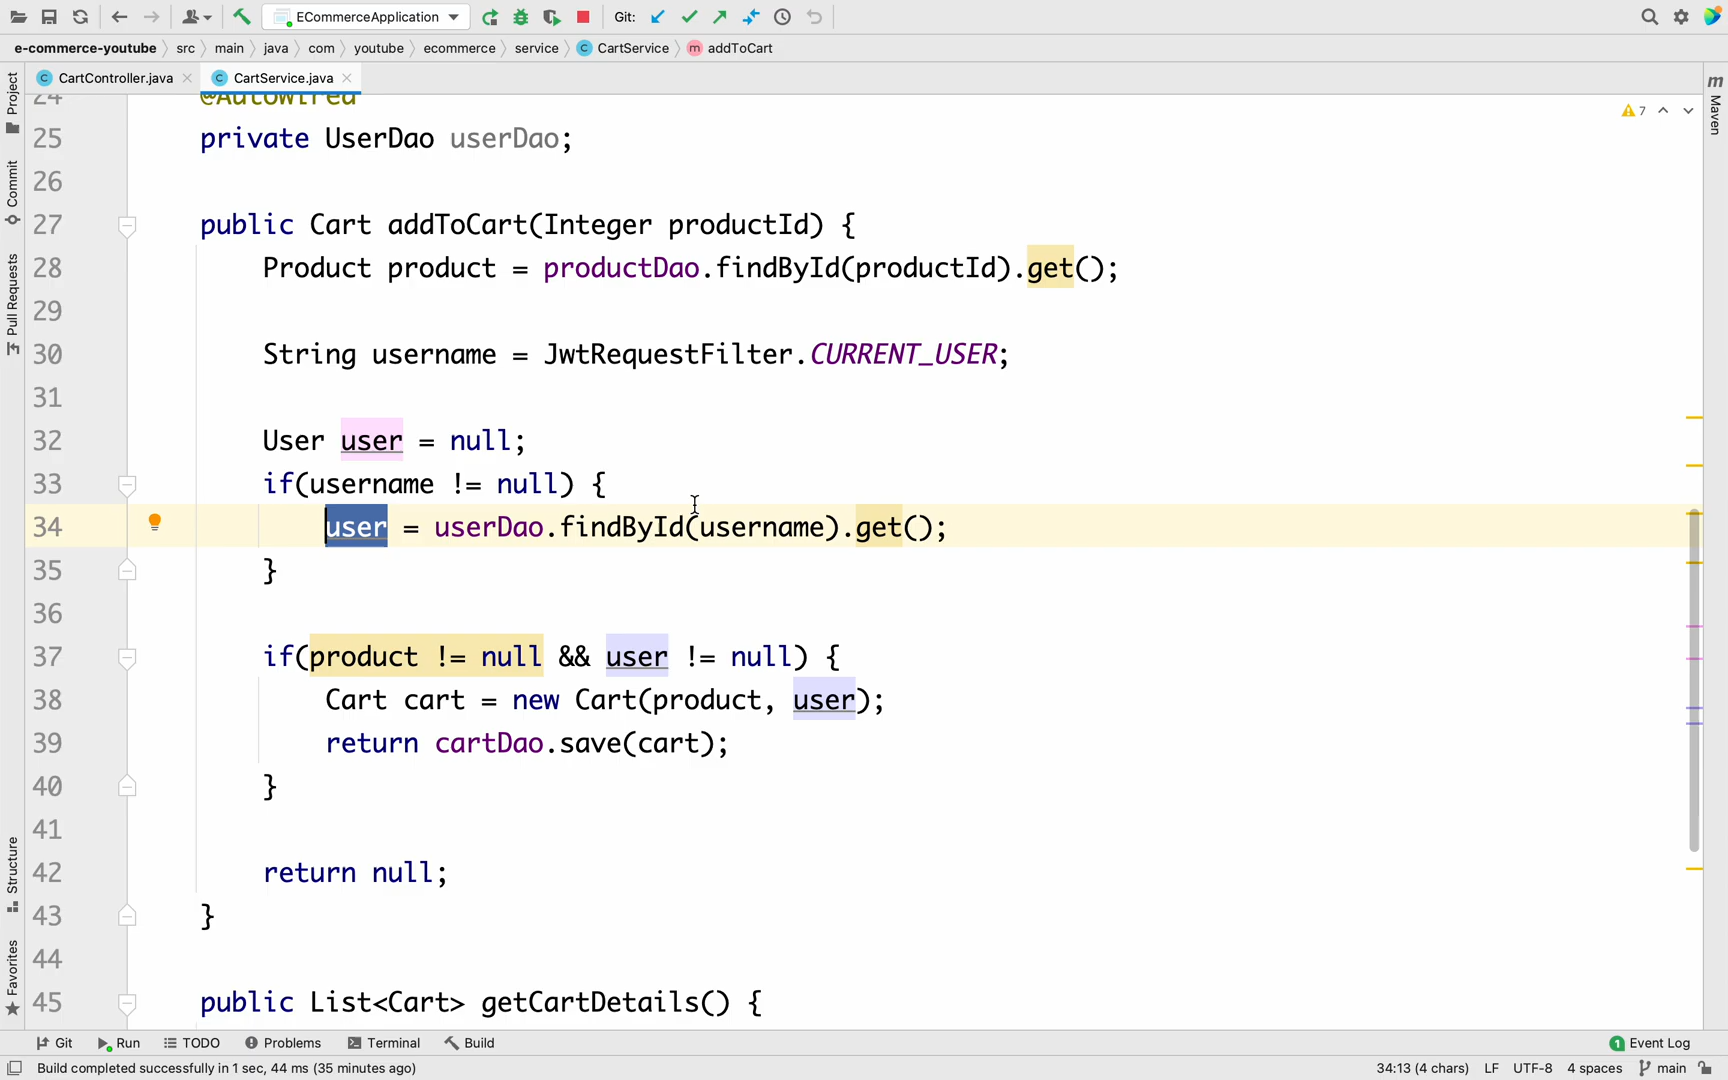 ECommerceApplication Git:
e-commerce-youtube src main java com youtube ecommerce service CartService addToCart
CartController.java CartService.java
Project
Commit
Pull Requests
Structure
Favorites
m Maven
7
24 @Autowired
25 private UserDao userDao;
26
27 public Cart addToCart(Integer productId) {
28 Product product = productDao.findById(productId).get();
29
30 String username = JwtRequestFilter.CURRENT_USER;
31
32 User user = null;
33 if(username != null) {
34 user = userDao.findById(username).get();
35 }
36
37 if(product != null && user != null) {
38 Cart cart = new Cart(product, user);
39 return cartDao.save(cart);
40 }
41
42 return null;
43 }
44
45 public List<Cart> getCartDetails() {
Git Run TODO Problems Terminal Build 1 Event Log
Build completed successfully in 1 sec, 44 ms (35 minutes ago) 34:13 (4 chars) LF UTF-8 4 spaces main